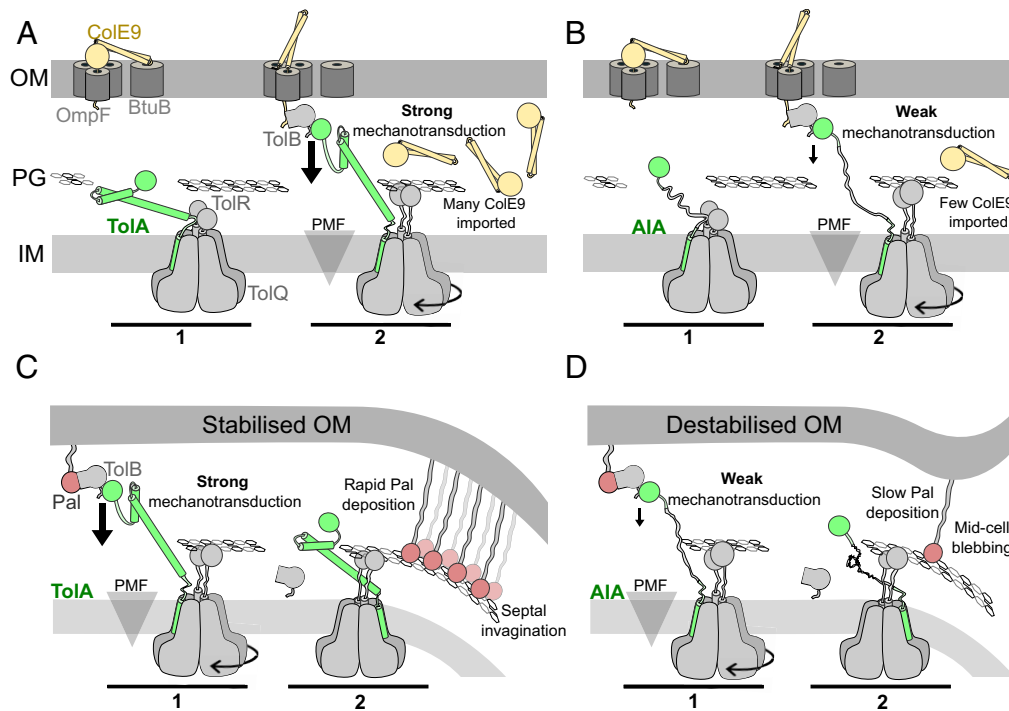 A
ColE9
OM
OmpF
BtuB
TolB
Strong
mechanotransduction
PG
TolR
Many ColE9
imported
TolA
PMF
IM
TolQ
1
2
B
Weak
mechanotransduction
Few ColE9
imported
AIA
PMF
1
2
C
Stabilised OM
TolB
Pal
Strong
mechanotransduction
Rapid Pal
deposition
TolA
PMF
Septal
invagination
1
2
D
Destabilised OM
Weak
mechanotransduction
Slow Pal
deposition
Mid-cell
blebbing
AIA
PMF
1
2